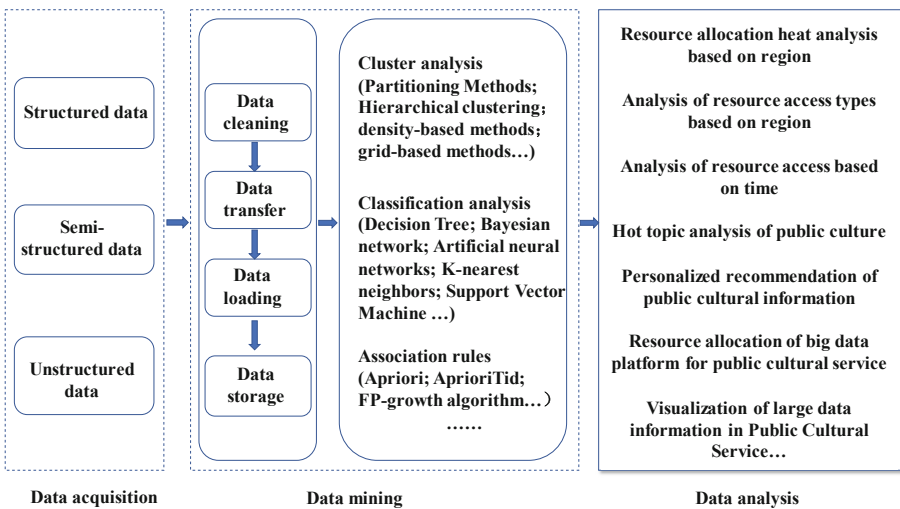 Structured data
Semi-
structured data
Unstructured
data
Data acquisition
Data
cleaning
Data
transfer
Data
loading
Data
storage
Cluster analysis
(Partitioning Methods;
Hierarchical clustering；
density-based methods；
grid-based methods…)
Classification analysis
(Decision Tree; Bayesian
network; Artificial neural
networks; K-nearest
neighbors; Support Vector
Machine …)
Association rules
(Apriori; AprioriTid;
FP-growth algorithm…）
……
Data mining
Resource allocation heat analysis
based on region
Analysis of resource access types
based on region
Analysis of resource access based
on time
Hot topic analysis of public culture
Personalized recommendation of
public cultural information
Resource allocation of big data
platform for public cultural service
Visualization of large data
information in Public Cultural
Service…
Data analysis